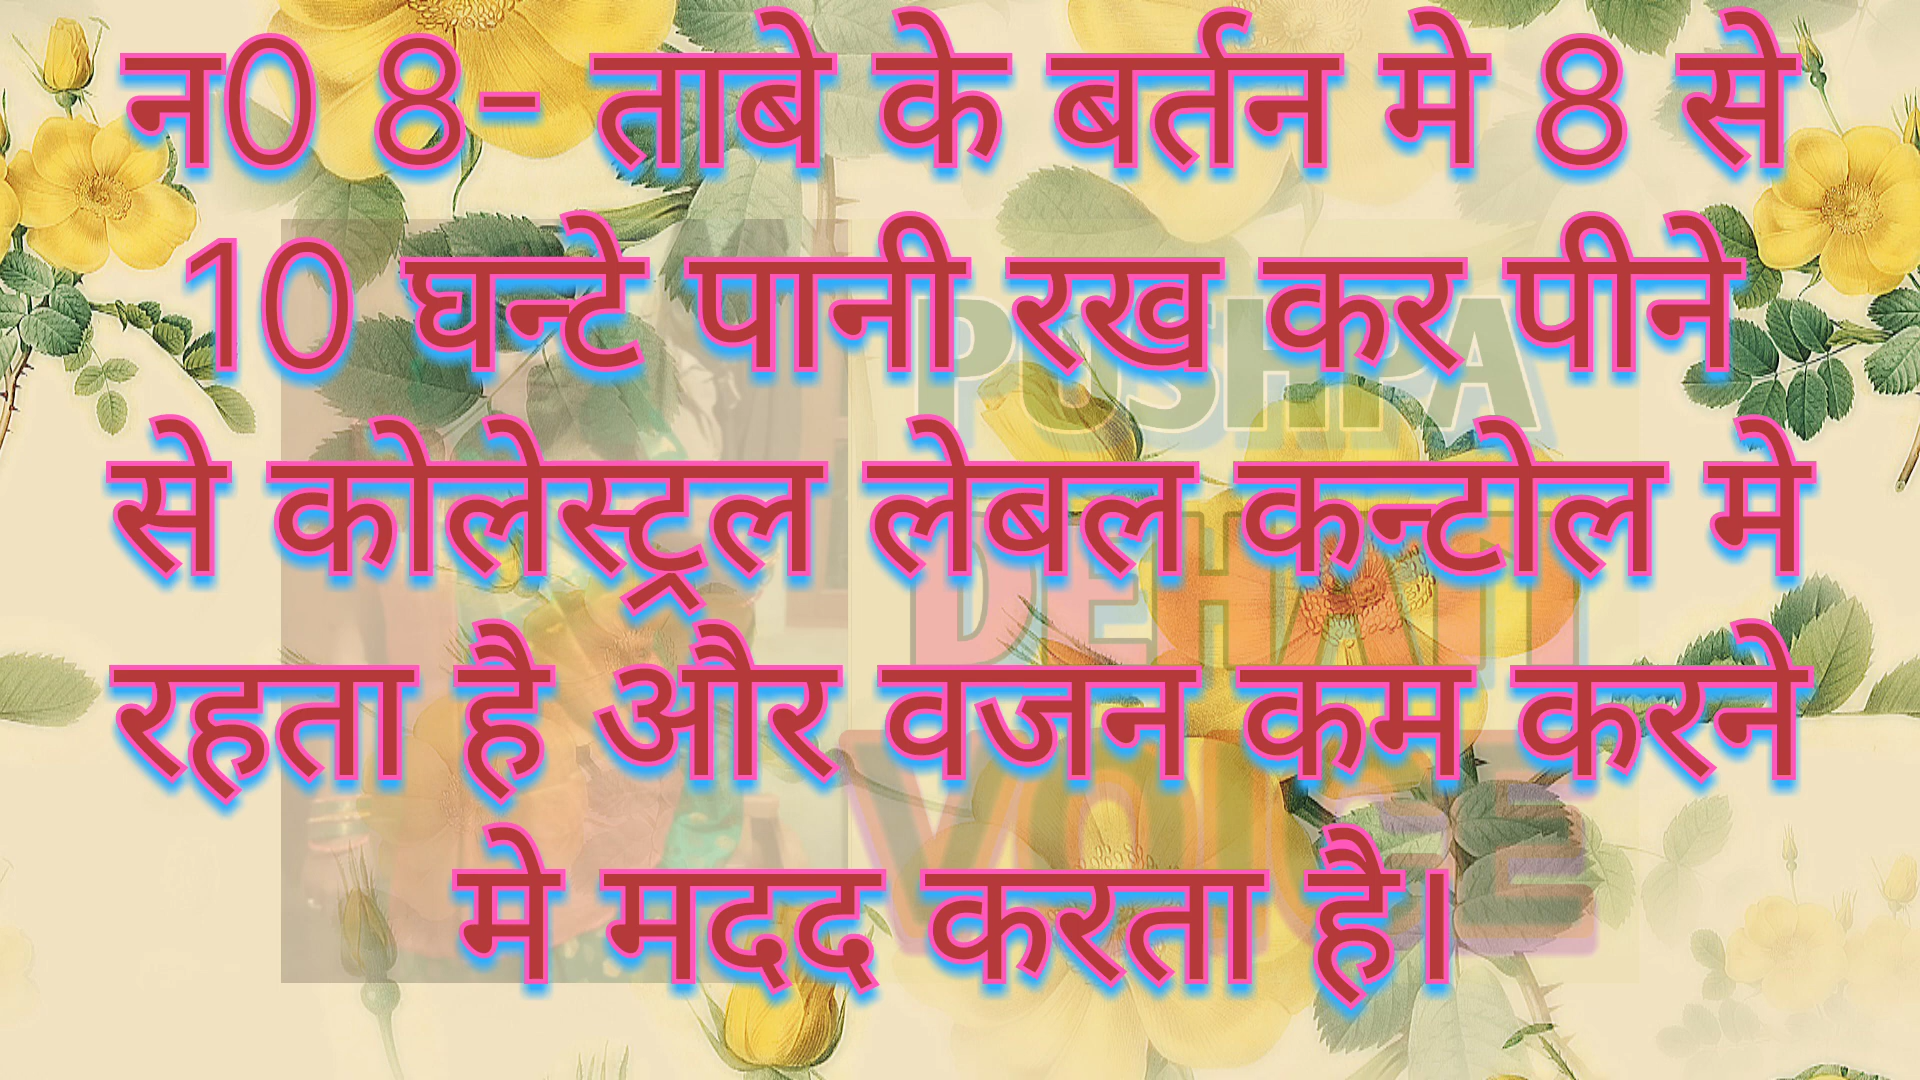 न0 8- ताबे के बर्तन मे 8 से
10 घन्टे पानी रख कर पीने
से कोलेस्ट्रल लेबल कन्टोल मे
रहता है और वजन कम करने
मे मदद करता है।
PUSHPA
DEHATI
VOICE